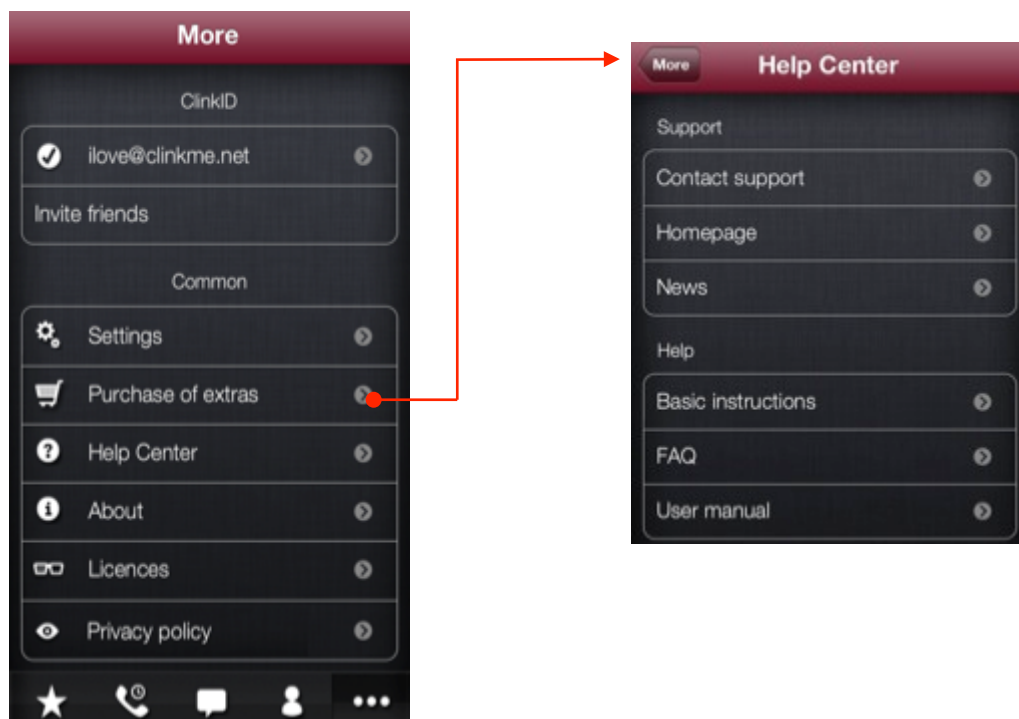 More
ClinkID
ilove@clinkme.net
Invite friends
Common
Settings
Purchase of extras
Help Center
About
Licences
Privacy policy
More
Help Center
Support
Contact support
Homepage
News
Help
Basic instructions
FAQ
User manual